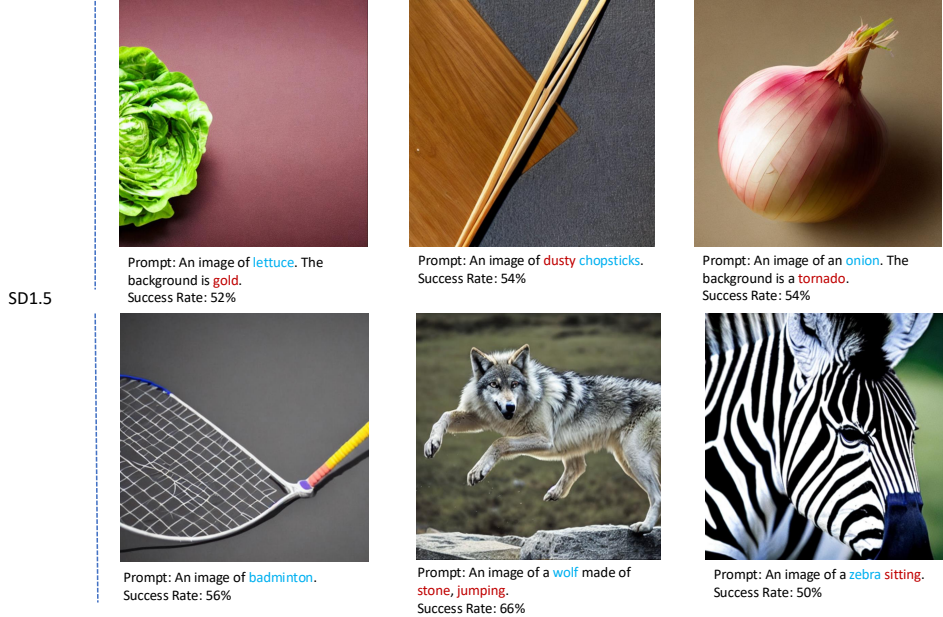 Prompt: An image of lettuce. The
background is gold.
Success Rate: 52%
Prompt: An image of dusty chopsticks.
Success Rate: 54%
Prompt: An image of an onion. The
background is a tornado.
Success Rate: 54%
SD1.5
Prompt: An image of badminton.
Success Rate: 56%
Prompt: An image of a wolf made of
stone, jumping.
Success Rate: 66%
Prompt: An image of a zebra sitting.
Success Rate: 50%